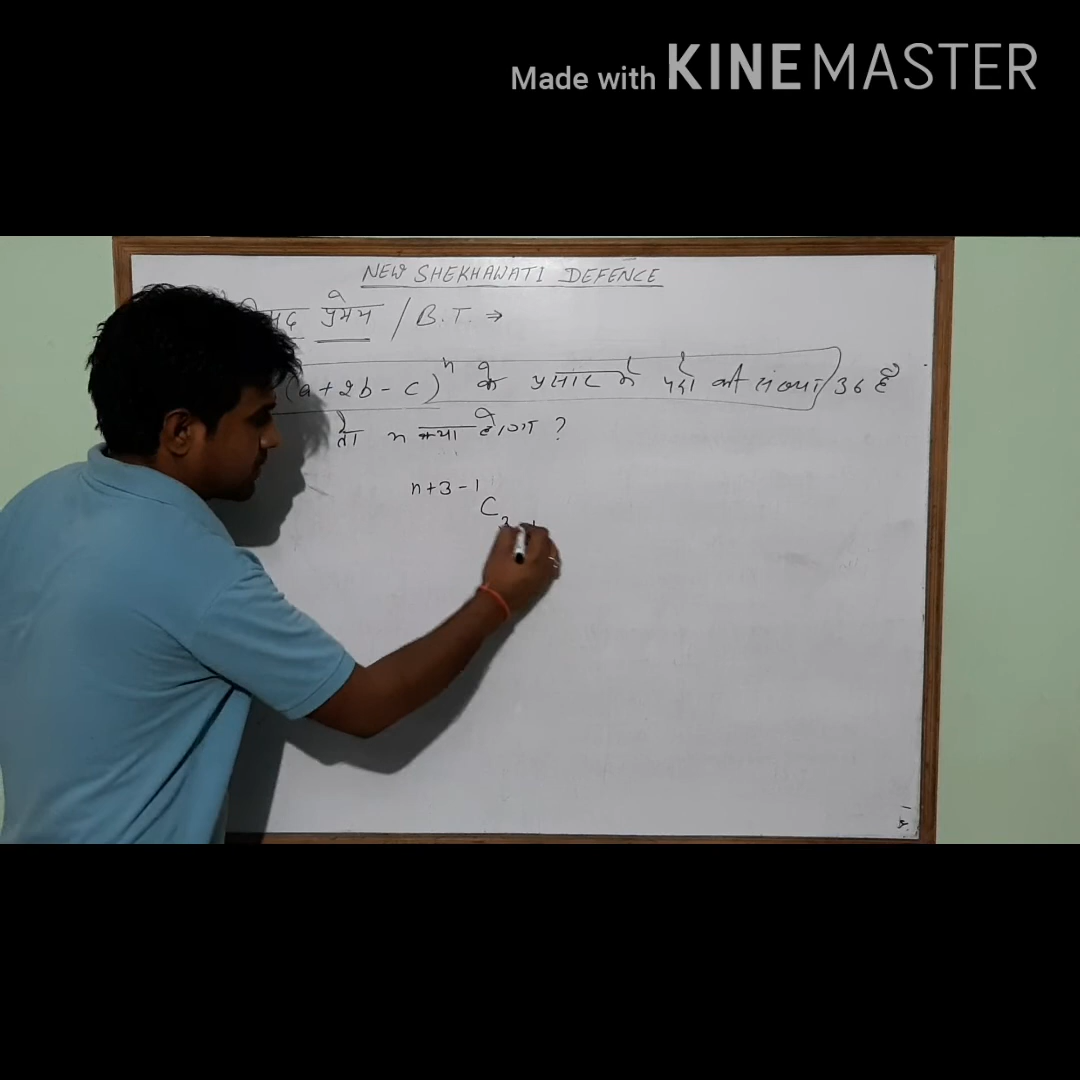 Made with KINEMASTER
NEW SHEKHAWATI DEFENCE
प्रमेय / B.T. ⇒
(a+2b-c)^n के प्रसार मे पदो की संख्या 36 है
तो n क्या होगा ?
n+3-1
C